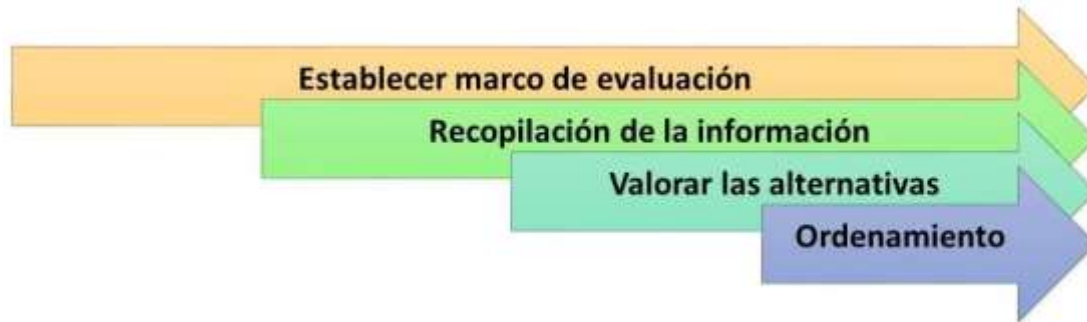 Establecer marco de evaluación
Recopilación de la información
Valorar las alternativas
Ordenamiento